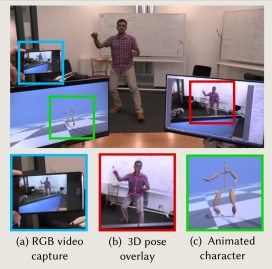 (a) RGB video (b) 3D pose (c) Animated
capture overlay character